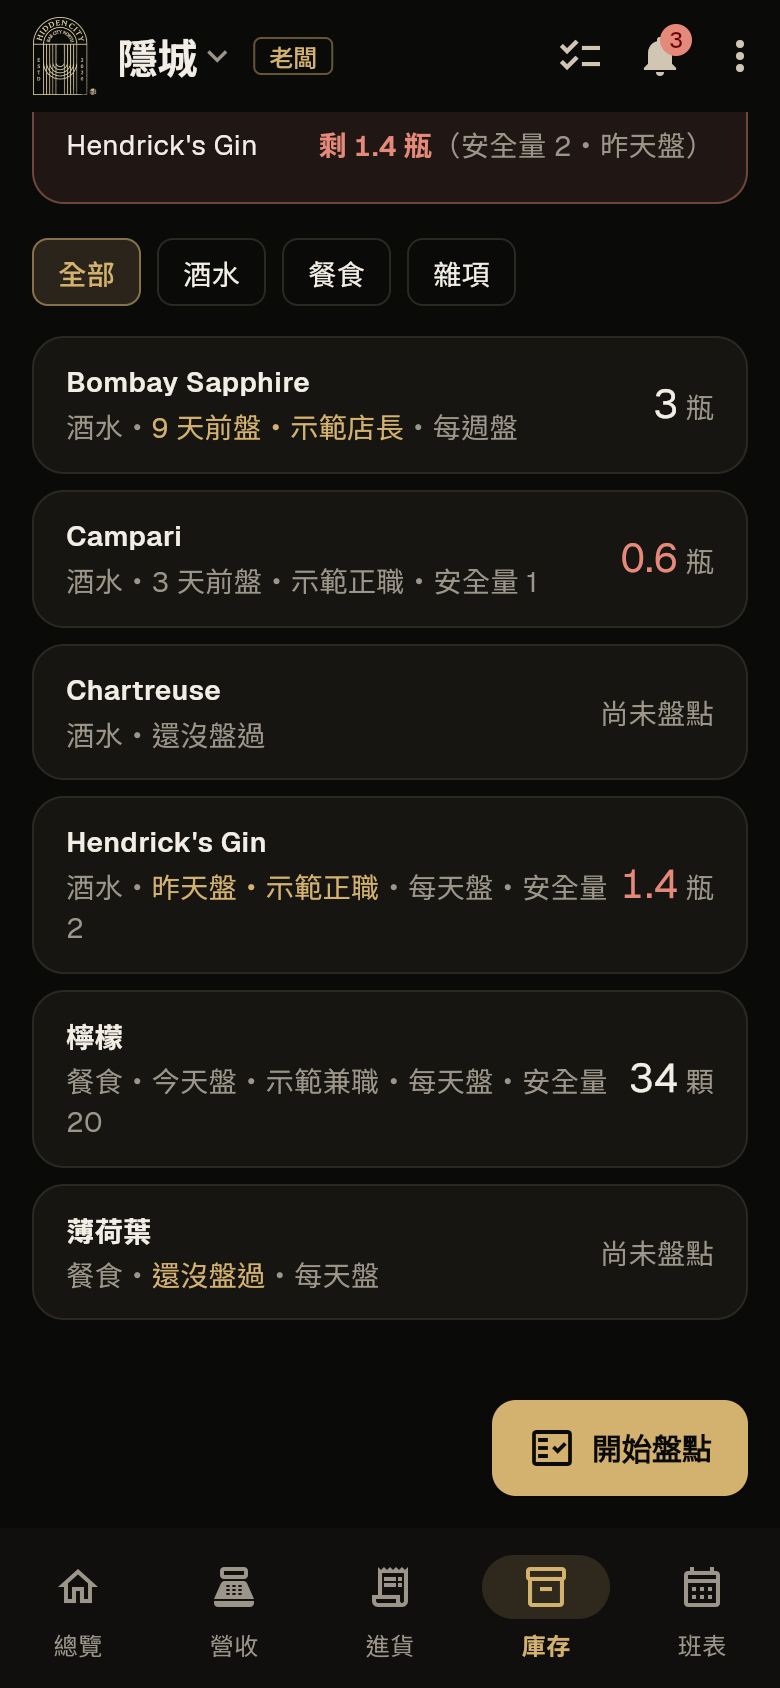 HIDDENCITY
隱城
老闆
3
Hendrick's Gin 剩 1.4 瓶（安全量 2・昨天盤）
全部 酒水 餐食 雜項
Bombay Sapphire
酒水・9 天前盤・示範店長・每週盤
3 瓶
Campari
酒水・3 天前盤・示範正職・安全量 1
0.6 瓶
Chartreuse
酒水・還沒盤過
尚未盤點
Hendrick's Gin
酒水・昨天盤・示範正職・每天盤・安全量
2
1.4 瓶
檸檬
餐食・今天盤・示範兼職・每天盤・安全量
20
34 顆
薄荷葉
餐食・還沒盤過・每天盤
尚未盤點
開始盤點
總覽 營收 進貨 庫存 班表